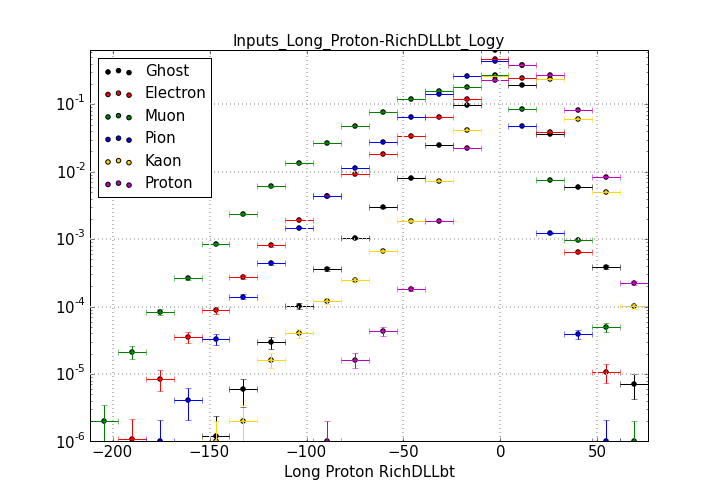 Inputs_Long_Proton-RichDLLbt_Logy
Ghost
Electron
Muon
Pion
Kaon
Proton
10^-1
10^-2
10^-3
10^-4
10^-5
10^-6
−200 −150 −100 −50 0 50
Long Proton RichDLLbt